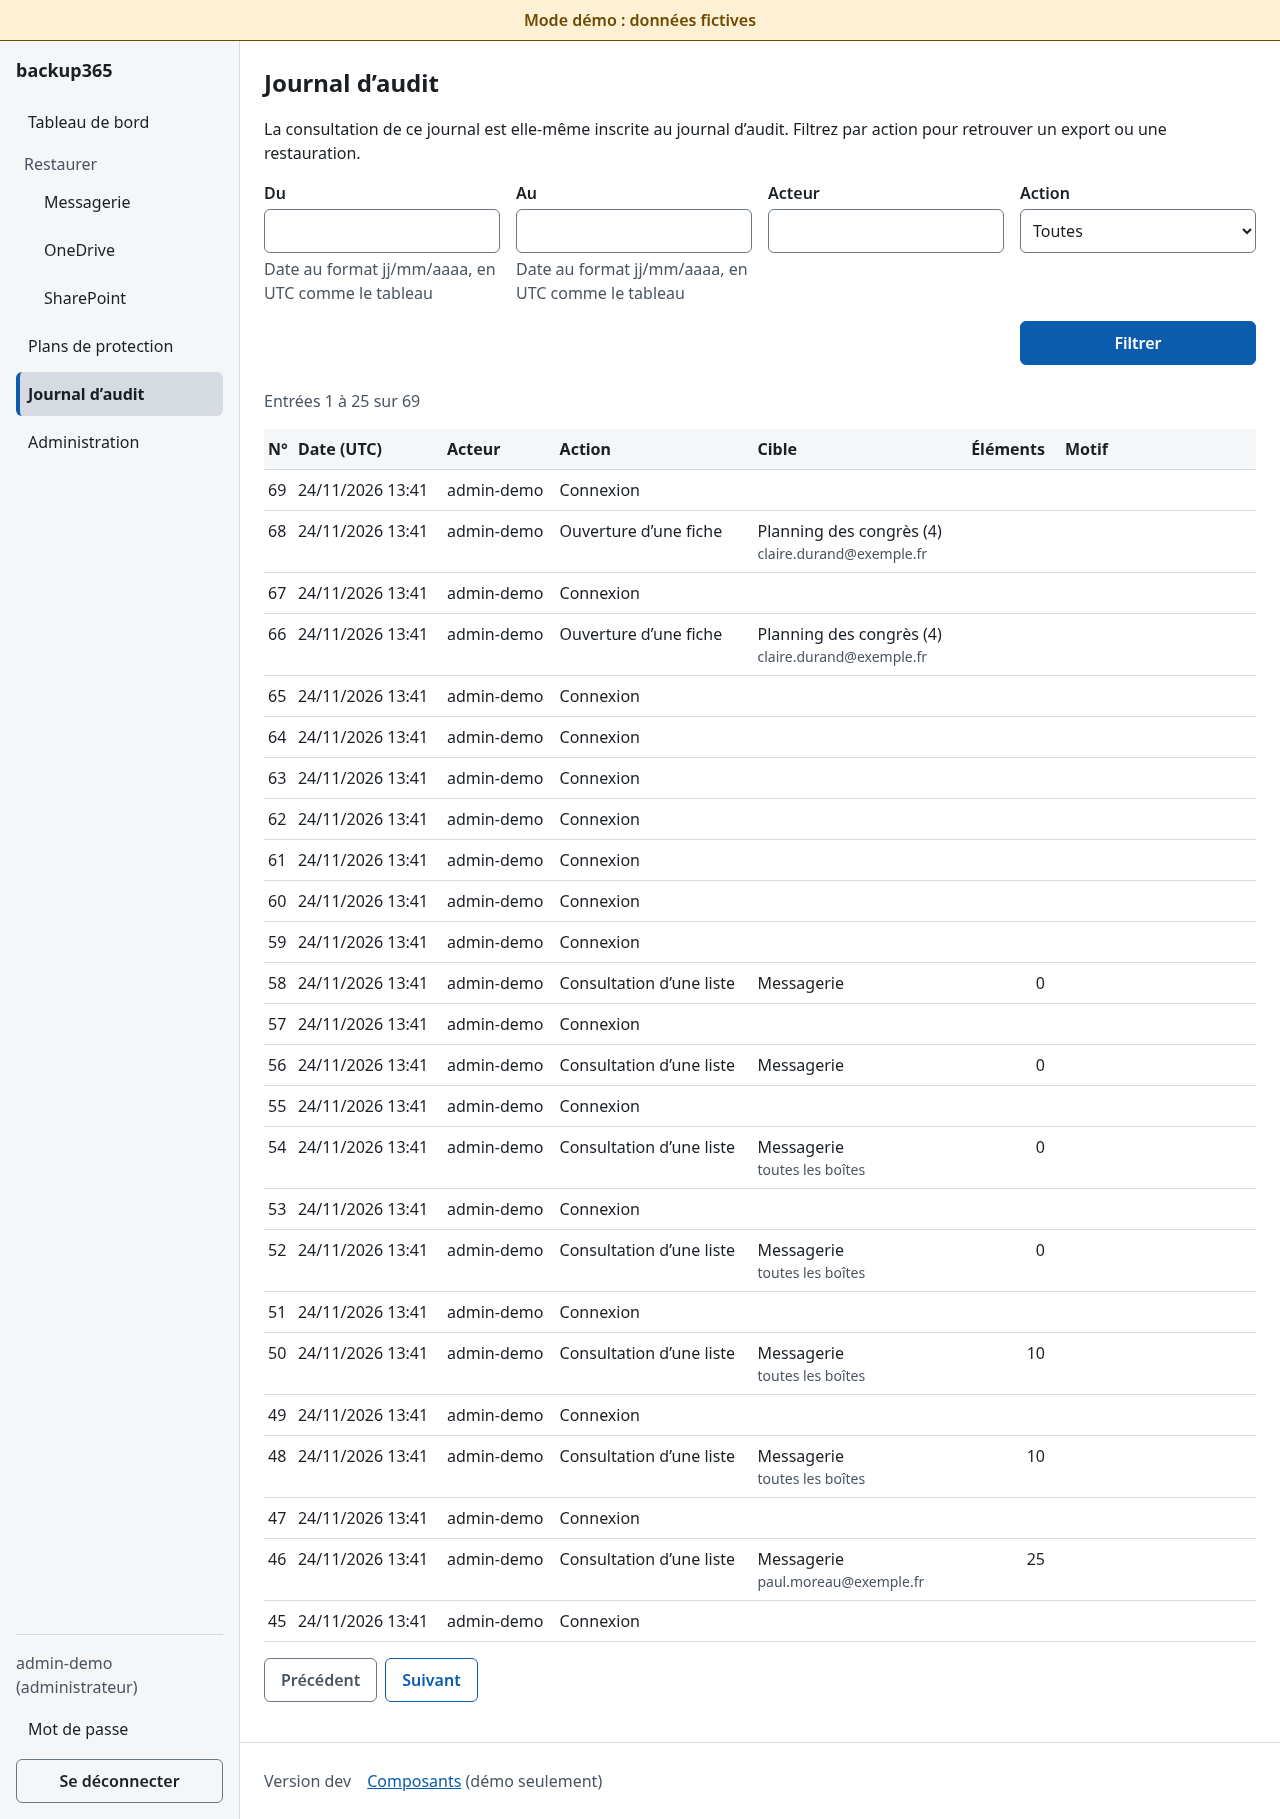 Mode démo : données fictives
backup365
Tableau de bord
Restaurer
Messagerie
OneDrive
SharePoint
Plans de protection
Journal d’audit
Administration
admin-demo
(administrateur)
Mot de passe
Se déconnecter
Journal d’audit
La consultation de ce journal est elle-même inscrite au journal d’audit. Filtrez par action pour retrouver un export ou une
restauration.
Du Au Acteur Action
Toutes
Date au format jj/mm/aaaa, en Date au format jj/mm/aaaa, en
UTC comme le tableau UTC comme le tableau
Filtrer
Entrées 1 à 25 sur 69
N° Date (UTC) Acteur Action Cible Éléments Motif
69 24/11/2026 13:41 admin-demo Connexion
68 24/11/2026 13:41 admin-demo Ouverture d’une fiche Planning des congrès (4)
claire.durand@exemple.fr
67 24/11/2026 13:41 admin-demo Connexion
66 24/11/2026 13:41 admin-demo Ouverture d’une fiche Planning des congrès (4)
claire.durand@exemple.fr
65 24/11/2026 13:41 admin-demo Connexion
64 24/11/2026 13:41 admin-demo Connexion
63 24/11/2026 13:41 admin-demo Connexion
62 24/11/2026 13:41 admin-demo Connexion
61 24/11/2026 13:41 admin-demo Connexion
60 24/11/2026 13:41 admin-demo Connexion
59 24/11/2026 13:41 admin-demo Connexion
58 24/11/2026 13:41 admin-demo Consultation d’une liste Messagerie 0
57 24/11/2026 13:41 admin-demo Connexion
56 24/11/2026 13:41 admin-demo Consultation d’une liste Messagerie 0
55 24/11/2026 13:41 admin-demo Connexion
54 24/11/2026 13:41 admin-demo Consultation d’une liste Messagerie 0
toutes les boîtes
53 24/11/2026 13:41 admin-demo Connexion
52 24/11/2026 13:41 admin-demo Consultation d’une liste Messagerie 0
toutes les boîtes
51 24/11/2026 13:41 admin-demo Connexion
50 24/11/2026 13:41 admin-demo Consultation d’une liste Messagerie 10
toutes les boîtes
49 24/11/2026 13:41 admin-demo Connexion
48 24/11/2026 13:41 admin-demo Consultation d’une liste Messagerie 10
toutes les boîtes
47 24/11/2026 13:41 admin-demo Connexion
46 24/11/2026 13:41 admin-demo Consultation d’une liste Messagerie 25
paul.moreau@exemple.fr
45 24/11/2026 13:41 admin-demo Connexion
Précédent Suivant
Version dev Composants (démo seulement)